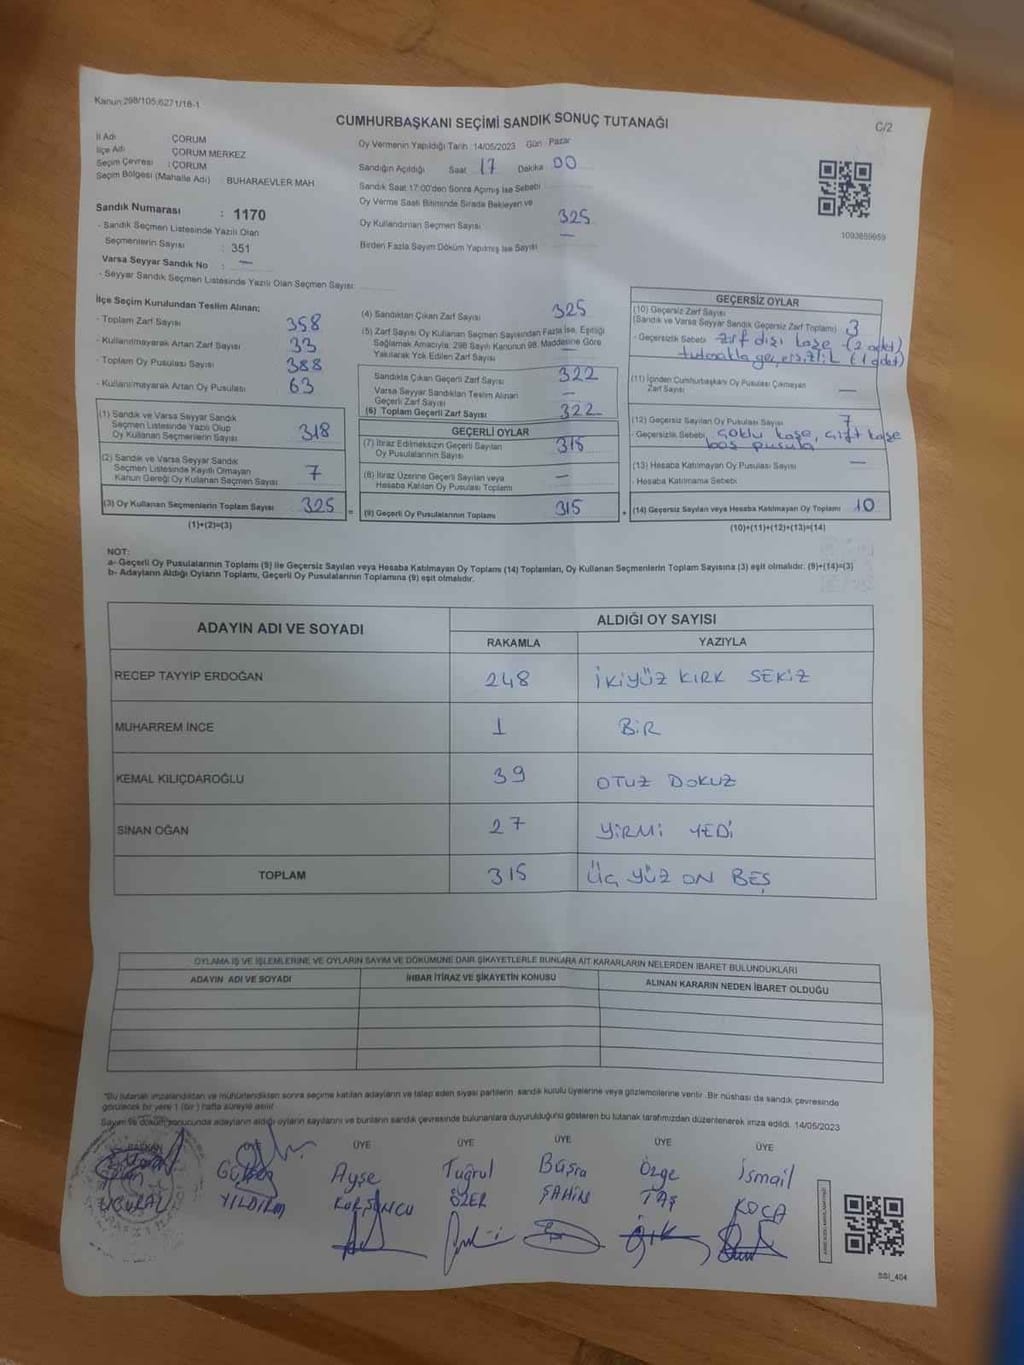 Kanun:298/105,6271/18-1
CUMHURBAŞKANI SEÇİMİ SANDIK SONUÇ TUTANAĞI
C/2
İl Adı ÇORUM
İlçe Adı ÇORUM MERKEZ
Seçim Çevresi : ÇORUM
Seçim Bölgesi (Mahalle Adı) BUHARAEVLER MAH
Oy Vermenin Yapıldığı Tarih :14/05/2023 Gün Pazar
Sandığın Açıldığı Saat 17 Dakika 00
Sandık Saat 17:00'den Sonra Açılmış İse Sebebi
Oy Verme Saati Bitiminde Sırada Bekleyen ve
Oy Kullandırılan Seçmen Sayısı 325
Birden Fazla Sayım Döküm Yapılmış İse Sayısı —
1093859959
Sandık Numarası : 1170
- Sandık Seçmen Listesinde Yazılı Olan
Seçmenlerin Sayısı : 351
Varsa Seyyar Sandık No : —
- Seyyar Sandık Seçmen Listesinde Yazılı Olan Seçmen Sayısı:
İlçe Seçim Kurulundan Teslim Alınan;
- Toplam Zarf Sayısı 358
- Kullanılmayarak Artan Zarf Sayısı 33
- Toplam Oy Pusulası Sayısı 388
- Kullanılmayarak Artan Oy Pusulası 63
(1) Sandık ve Varsa Seyyar Sandık
Seçmen Listesinde Yazılı Olup
Oy Kullanan Seçmenlerin Sayısı 318
(2) Sandık ve Varsa Seyyar Sandık
Seçmen Listesinde Kayıtlı Olmayan
Kanun Gereği Oy Kullanan Seçmen Sayısı 7
(3) Oy Kullanan Seçmenlerin Toplam Sayısı 325
(1)+(2)=(3)
(4) Sandıktan Çıkan Zarf Sayısı 325
(5) Zarf Sayısı Oy Kullanan Seçmen Sayısından Fazla İse, Eşitliği
Sağlamak Amacıyla, 298 Sayılı Kanunun 98. Maddesine Göre
Yakılarak Yok Edilen Zarf Sayısı —
Sandıkta Çıkan Geçerli Zarf Sayısı 322
Varsa Seyyar Sandıktan Teslim Alınan
Geçerli Zarf Sayısı —
(6) Toplam Geçerli Zarf Sayısı 322
GEÇERLİ OYLAR
(7) İtiraz Edilmeksizin Geçerli Sayılan
Oy Pusulalarının Sayısı 315
(8) İtiraz Üzerine Geçerli Sayılan veya
Hesaba Katılan Oy Pusulası Toplamı —
= (9) Geçerli Oy Pusulalarının Toplamı 315
GEÇERSİZ OYLAR
(10) Geçersiz Zarf Sayısı
(Sandık ve Varsa Seyyar Sandık Geçersiz Zarf Toplamı) 3
- Geçersizlik Sebebi zarf dışı kaşe (2 adet)
tutanakla geçersizlik (1 adet)
(11) İçinden Cumhurbaşkanı Oy Pusulası Çıkmayan
Zarf Sayısı —
(12) Geçersiz Sayılan Oy Pusulası Sayısı 7
- Geçersizlik Sebebi çoklu kaşe, çift kaşe
boş pusula
(13) Hesaba Katılmayan Oy Pusulası Sayısı —
- Hesaba Katılmama Sebebi
+ (14) Geçersiz Sayılan veya Hesaba Katılmayan Oy Toplamı 10
(10)+(11)+(12)+(13)=(14)
NOT:
a- Geçerli Oy Pusulalarının Toplamı (9) ile Geçersiz Sayılan veya Hesaba Katılmayan Oy Toplamı (14) Toplamları, Oy Kullanan Seçmenlerin Toplam Sayısına (3) eşit olmalıdır. (9)+(14)=(3)
b- Adayların Aldığı Oyların Toplamı, Geçerli Oy Pusulalarının Toplamına (9) eşit olmalıdır.
ADAYIN ADI VE SOYADI
ALDIĞI OY SAYISI
RAKAMLA YAZIYLA
RECEP TAYYİP ERDOĞAN 248 İKİYÜZ KIRK SEKİZ
MUHARREM İNCE 1 BİR
KEMAL KILIÇDAROĞLU 39 OTUZ DOKUZ
SİNAN OĞAN 27 YİRMİ YEDİ
TOPLAM 315 ÜÇ YÜZ ON BEŞ
OYLAMA İŞ VE İŞLEMLERİNE VE OYLARIN SAYIM VE DÖKÜMÜNE DAİR ŞİKAYETLERLE BUNLARA AİT KARARLARIN NELERDEN İBARET BULUNDUKLARI
ADAYIN ADI VE SOYADI İHBAR İTİRAZ VE ŞİKAYETİN KONUSU ALINAN KARARIN NEDEN İBARET OLDUĞU
*Bu tutanak imzalandıktan ve mühürlendikten sonra seçime katılan adayların ve talep eden siyasi partilerin sandık kurulu üyelerine veya gözlemcilerine verilir. Bir nüshası da sandık çevresinde
görülecek bir yere 1 (bir) hafta süreyle asılır.
Sayım ve döküm sonucunda adayların aldığı oyların sayılarını ve bunların sandık çevresinde bulunanlara duyurulduğunu gösteren bu tutanak tarafımızdan düzenlenerek imza edildi. 14/05/2023
BAŞKAN ÜYE ÜYE ÜYE ÜYE ÜYE
Ayşe Tuğrul Büşra Özge İsmail
UĞURAL YILDIRIM KURŞUNCU ÖZER ŞAHİN TAŞ KOCA
SSI_404